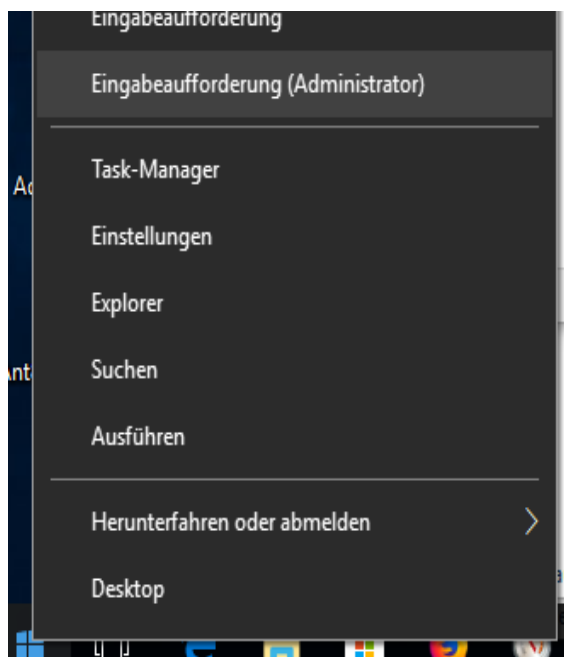 Eingabeaufforderung
Eingabeaufforderung (Administrator)
Task-Manager
Einstellungen
Explorer
Suchen
Ausführen
Herunterfahren oder abmelden
Desktop